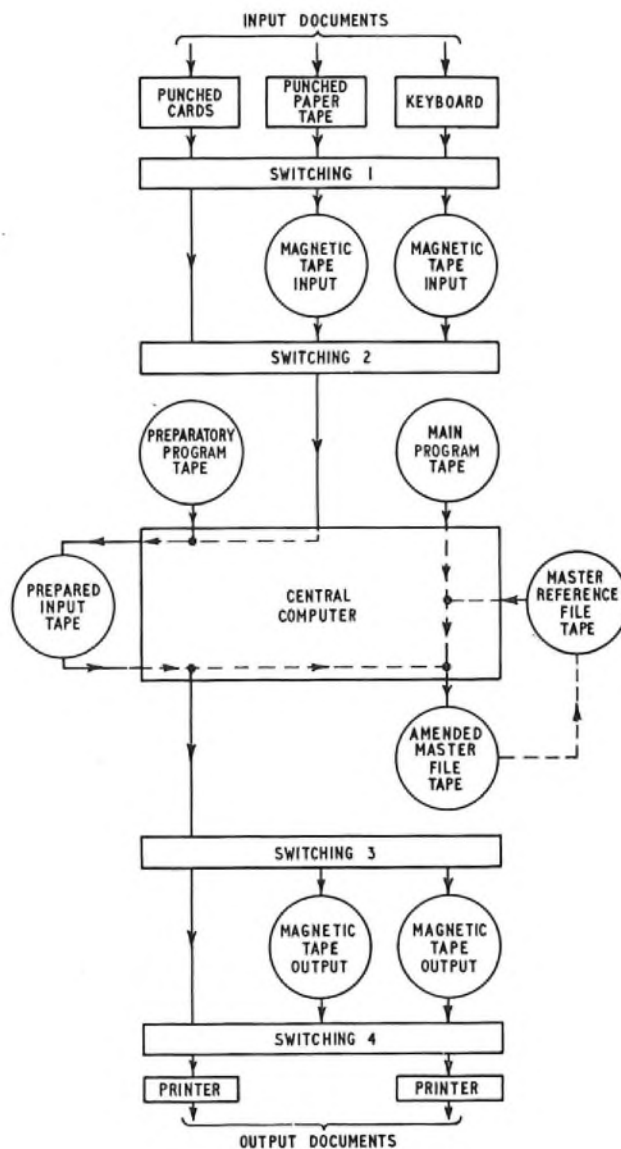 INPUT DOCUMENTS
PUNCHED
CARDS
PUNCHED
PAPER
TAPE
KEYBOARD
SWITCHING 1
MAGNETIC
TAPE
INPUT
MAGNETIC
TAPE
INPUT
SWITCHING 2
PREPARATORY
PROGRAM
TAPE
MAIN
PROGRAM
TAPE
PREPARED
INPUT
TAPE
CENTRAL
COMPUTER
MASTER
REFERENCE
FILE
TAPE
AMENDED
MASTER
FILE
TAPE
SWITCHING 3
MAGNETIC
TAPE
OUTPUT
MAGNETIC
TAPE
OUTPUT
SWITCHING 4
PRINTER
PRINTER
OUTPUT DOCUMENTS